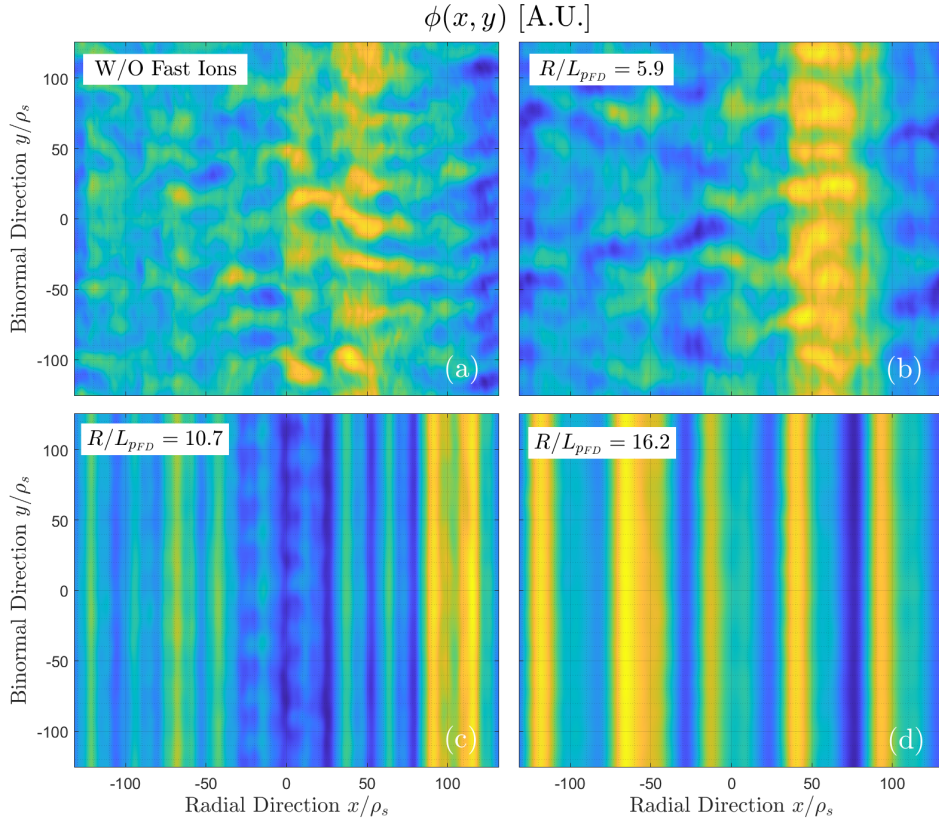 ϕ(x, y) [A.U.]
W/O Fast Ions
R/L_{p_{FD}} = 5.9
Binormal Direction y/ρ_s
100
50
0
-50
-100
(a)
(b)
R/L_{p_{FD}} = 10.7
R/L_{p_{FD}} = 16.2
Binormal Direction y/ρ_s
100
50
0
-50
-100
(c)
(d)
-100 -50 0 50 100
-100 -50 0 50 100
Radial Direction x/ρ_s
Radial Direction x/ρ_s